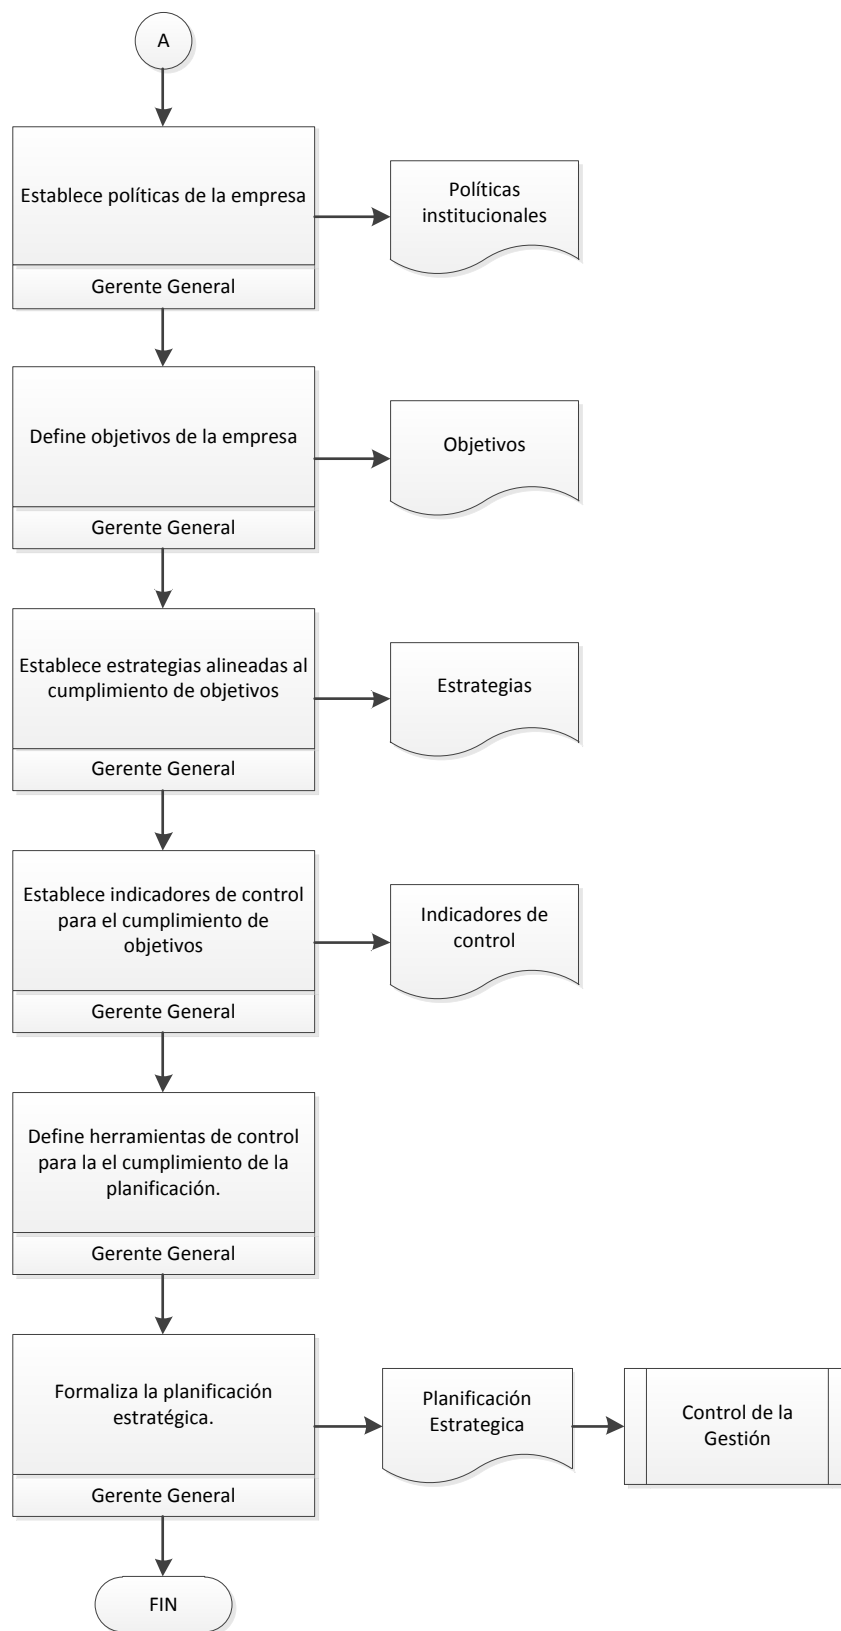 A
Establece políticas de la empresa
Gerente General
Políticas
institucionales
Define objetivos de la empresa
Gerente General
Objetivos
Establece estrategias alineadas al
cumplimiento de objetivos
Gerente General
Estrategias
Establece indicadores de control
para el cumplimiento de
objetivos
Gerente General
Indicadores de
control
Define herramientas de control
para la el cumplimiento de la
planificación.
Gerente General
Formaliza la planificación
estratégica.
Gerente General
Planificación
Estrategica
Control de la
Gestión
FIN